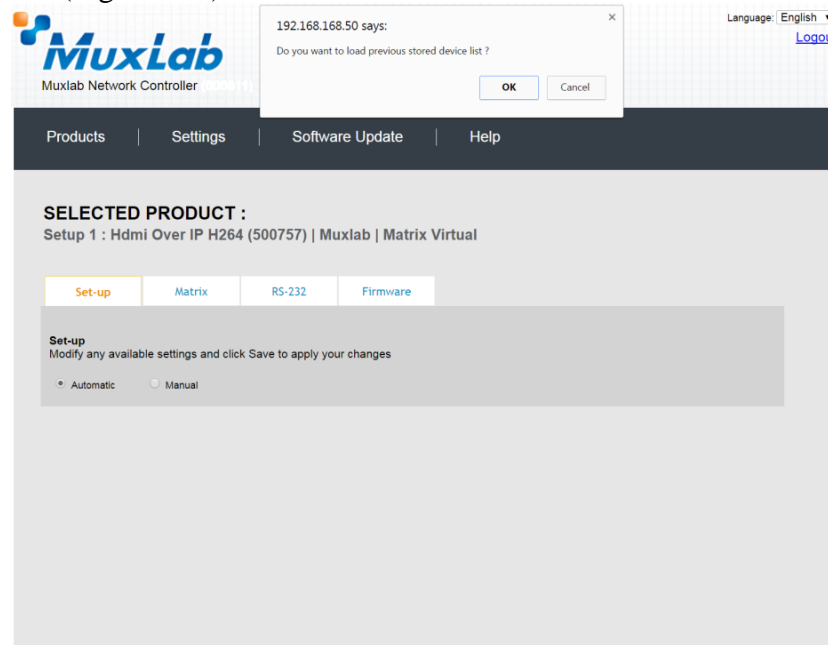 192.168.168.50 says:
Do you want to load previous stored device list ?
OK Cancel
Language: English
Logou
MuxLab
Muxlab Network Controller
Products | Settings | Software Update | Help
SELECTED PRODUCT :
Setup 1 : Hdmi Over IP H264 (500757) | Muxlab | Matrix Virtual
Set-up Matrix RS-232 Firmware
Set-up
Modify any available settings and click Save to apply your changes
Automatic Manual